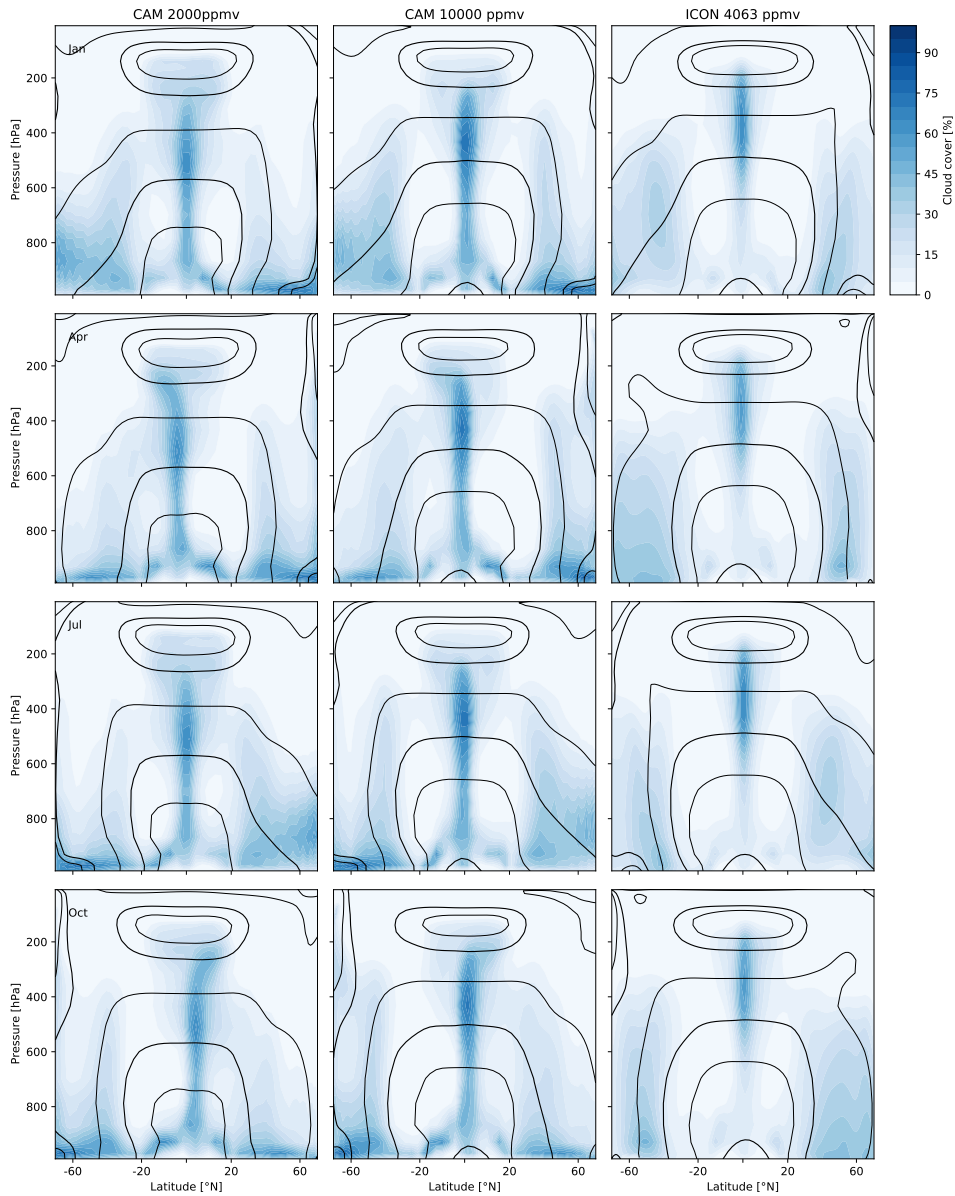 CAM 2000ppmv CAM 10000 ppmv ICON 4063 ppmv
Jan
200
400
600
800
Pressure [hPa]
90
75
60
45
30
15
0
Cloud cover [%]
Apr
200
400
600
800
Pressure [hPa]
Jul
200
400
600
800
Pressure [hPa]
Oct
200
400
600
800
Pressure [hPa]
-60 -20 20 60 -60 -20 20 60 -60 -20 20 60
Latitude [°N] Latitude [°N] Latitude [°N]